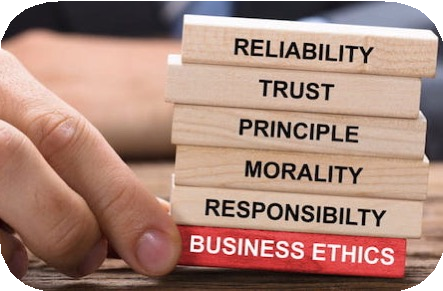 RELIABILITY
TRUST
PRINCIPLE
MORALITY
RESPONSIBILTY
BUSINESS ETHICS